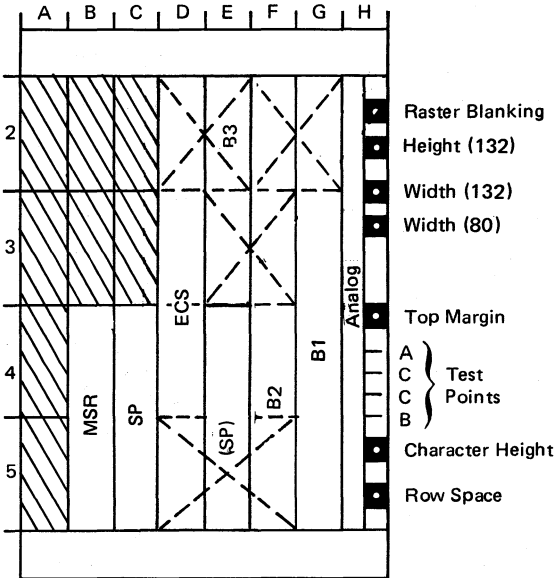 A B C D E F G H
2
B3
Raster Blanking
Height (132)
Width (132)
Width (80)
3
ECS
Analog
Top Margin
4
MSR
SP
B1
B2
A
C
C
B
Test
Points
(SP)
5
Character Height
Row Space